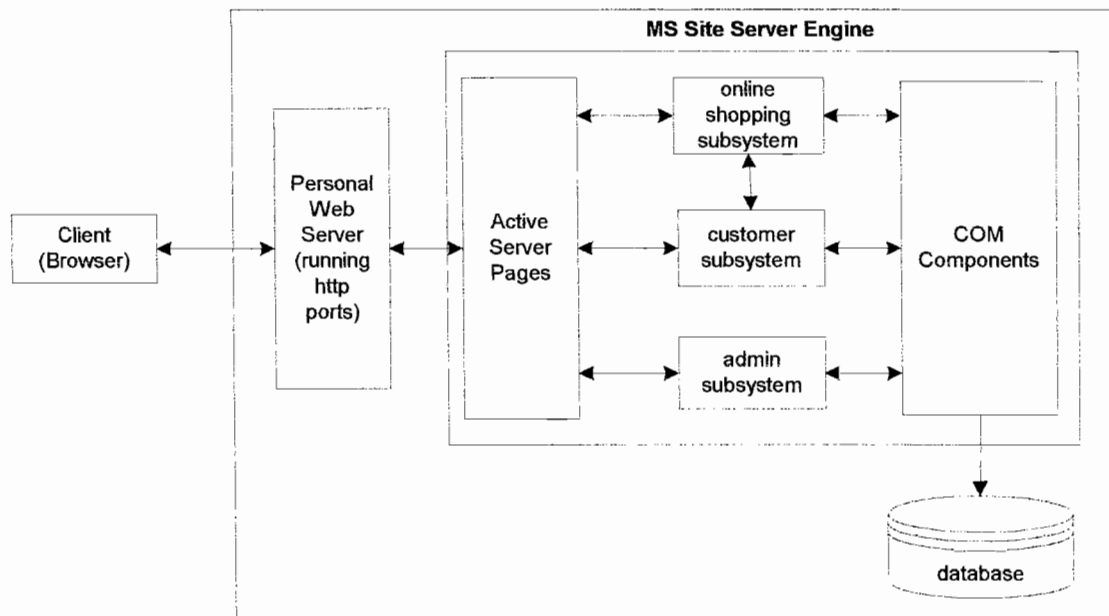 MS Site Server Engine
Client
(Browser)
Personal
Web
Server
(running
http
ports)
Active
Server
Pages
online
shopping
subsystem
customer
subsystem
admin
subsystem
COM
Components
database